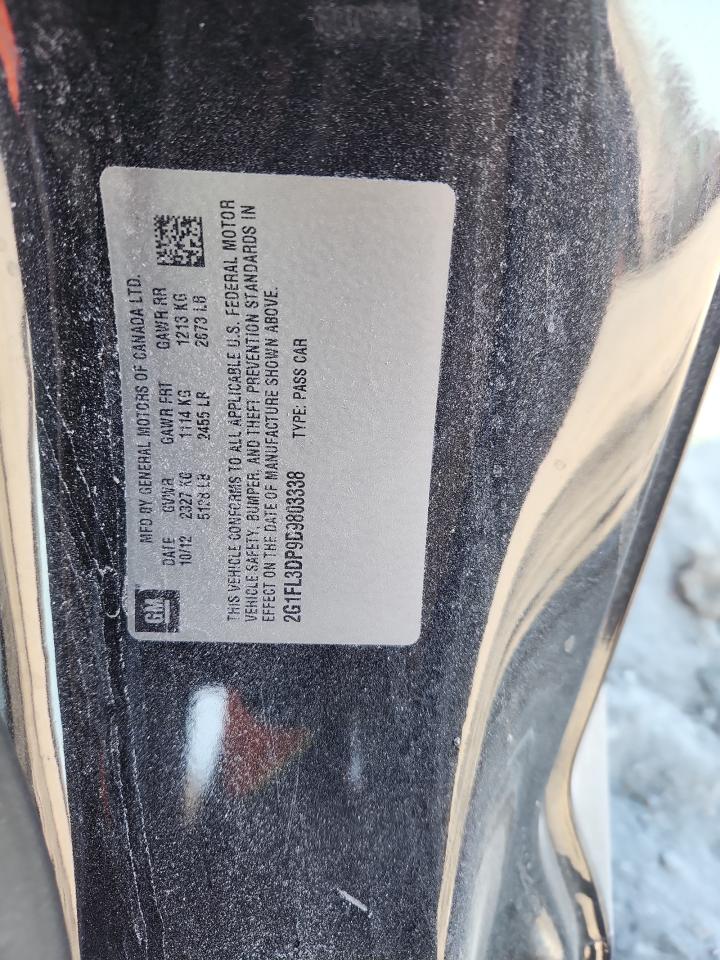 GM
MFD BY GENERAL MOTORS OF CANADA LTD.
DATE GVWR GAWR FRT GAWR RR
10/12 2327 KG 1114 KG 1213 KG
2455 LB 2673 LB
THIS VEHICLE CONFORMS TO ALL APPLICABLE U.S. FEDERAL MOTOR
VEHICLE SAFETY, BUMPER, AND THEFT PREVENTION STANDARDS IN
EFFECT ON THE DATE OF MANUFACTURE SHOWN ABOVE.
2G1FL3DP9D9803338 TYPE: PASS CAR